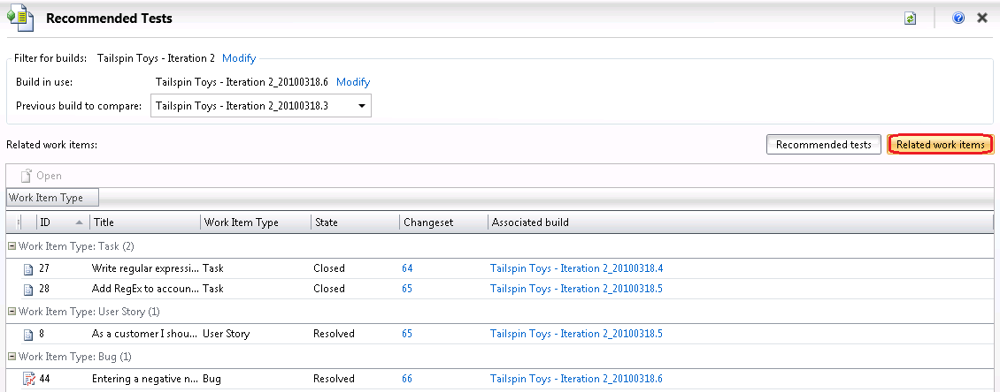 Recommended Tests
Filter for builds: Tailspin Toys - Iteration 2 Modify
Build in use: Tailspin Toys - Iteration 2_20100318.6 Modify
Previous build to compare: Tailspin Toys - Iteration 2_20100318.3
Related work items: Recommended tests Related work items
Open
Work Item Type
ID Title Work Item Type State Changeset Associated build
Work Item Type: Task (2)
27 Write regular expressi... Task Closed 64 Tailspin Toys - Iteration 2_20100318.4
28 Add RegEx to accoun... Task Closed 65 Tailspin Toys - Iteration 2_20100318.5
Work Item Type: User Story (1)
8 As a customer I shou... User Story Resolved 65 Tailspin Toys - Iteration 2_20100318.5
Work Item Type: Bug (1)
44 Entering a negative n... Bug Resolved 66 Tailspin Toys - Iteration 2_20100318.6